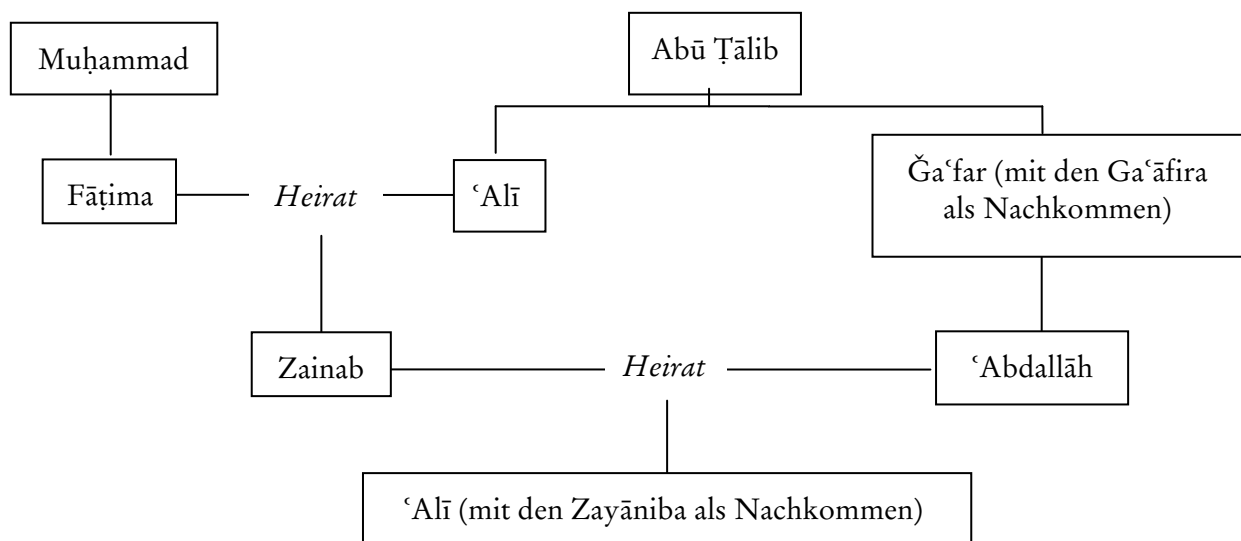 Muḥammad
Abū Ṭālib
Fāṭima
Heirat
ʿAlī
Ǧaʿfar (mit den Gaʿāfira
als Nachkommen)
Zainab
Heirat
ʿAbdallāh
ʿAlī (mit den Zayāniba als Nachkommen)